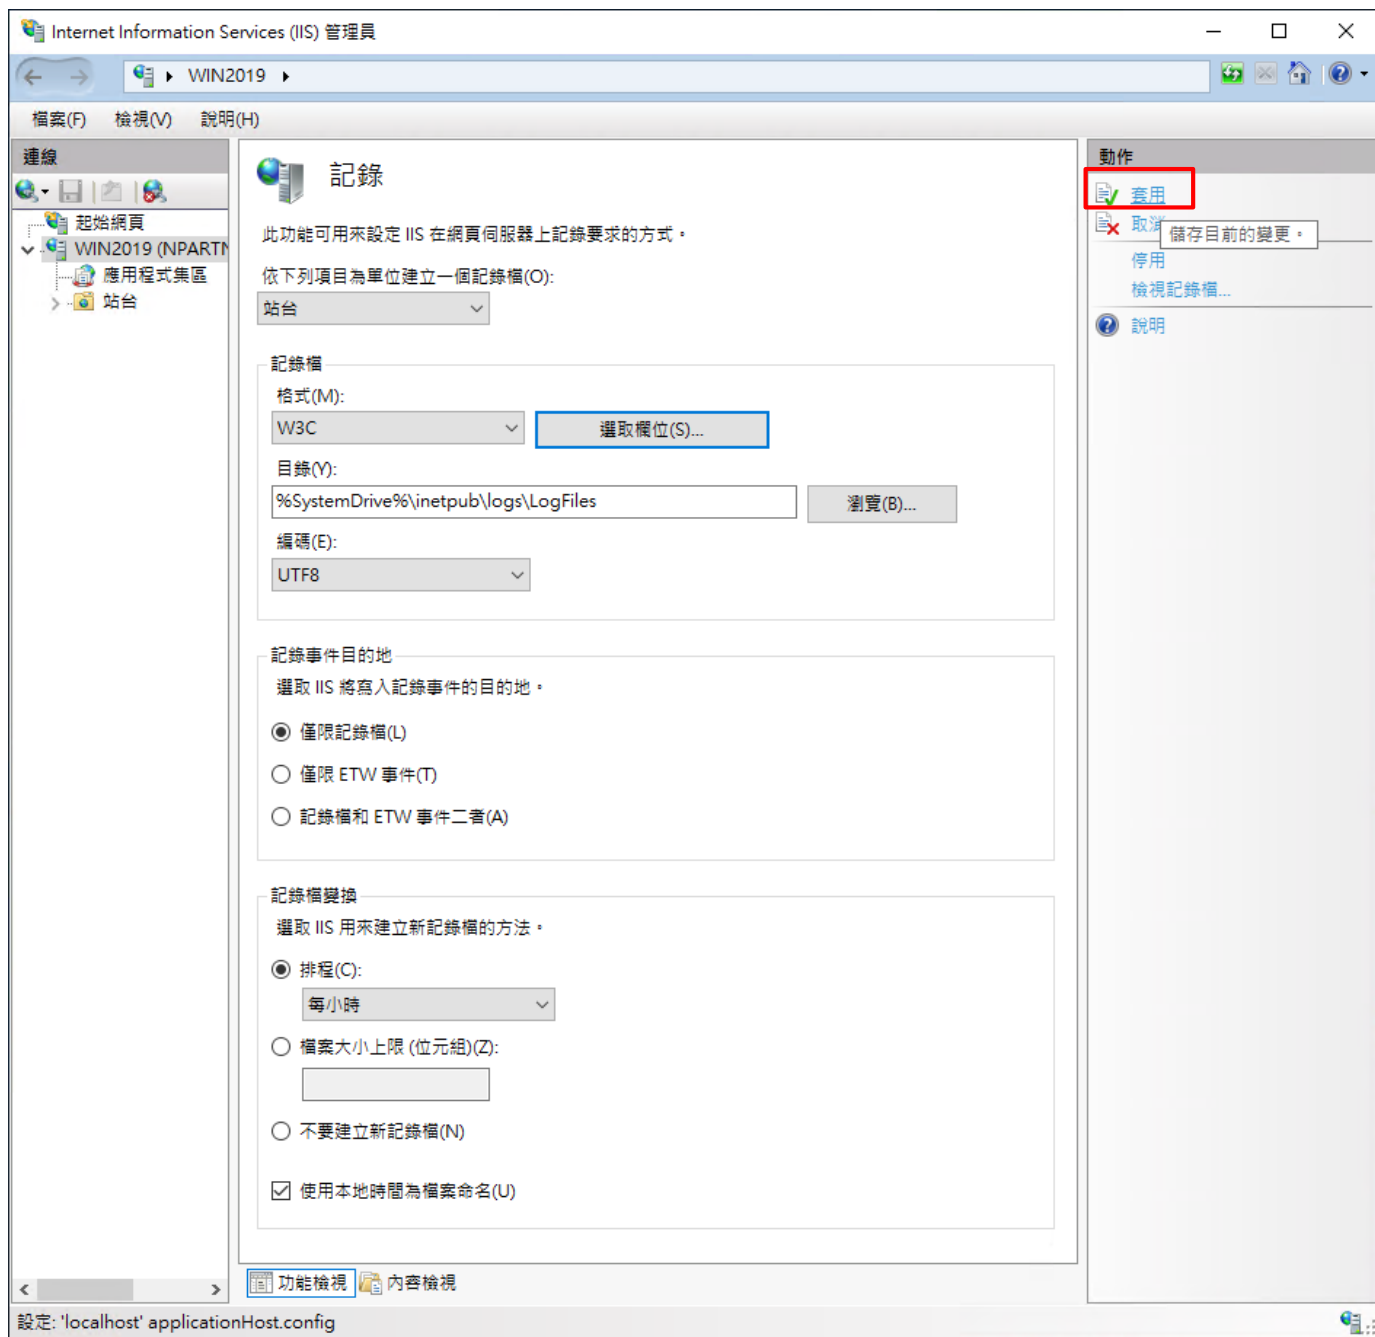 Internet Information Services (IIS) 管理員
WIN2019
檔案(F) 檢視(V) 說明(H)
連線
起始網頁
WIN2019 (NPARTN
應用程式集區
站台
記錄
此功能可用來設定 IIS 在網頁伺服器上記錄要求的方式。
依下列項目為單位建立一個記錄檔(O):
站台
記錄檔
格式(M):
W3C
選取欄位(S)...
目錄(Y):
%SystemDrive%\inetpub\logs\LogFiles
瀏覽(B)...
編碼(E):
UTF8
記錄事件目的地
選取 IIS 將寫入記錄事件的目的地。
僅限記錄檔(L)
僅限 ETW 事件(T)
記錄檔和 ETW 事件二者(A)
記錄檔變換
選取 IIS 用來建立新記錄檔的方法。
排程(C):
每小時
檔案大小上限 (位元組)(Z):
不要建立新記錄檔(N)
使用本地時間為檔案命名(U)
功能檢視 內容檢視
動作
套用
取消
儲存目前的變更。
停用
檢視記錄檔...
說明
設定: 'localhost' applicationHost.config